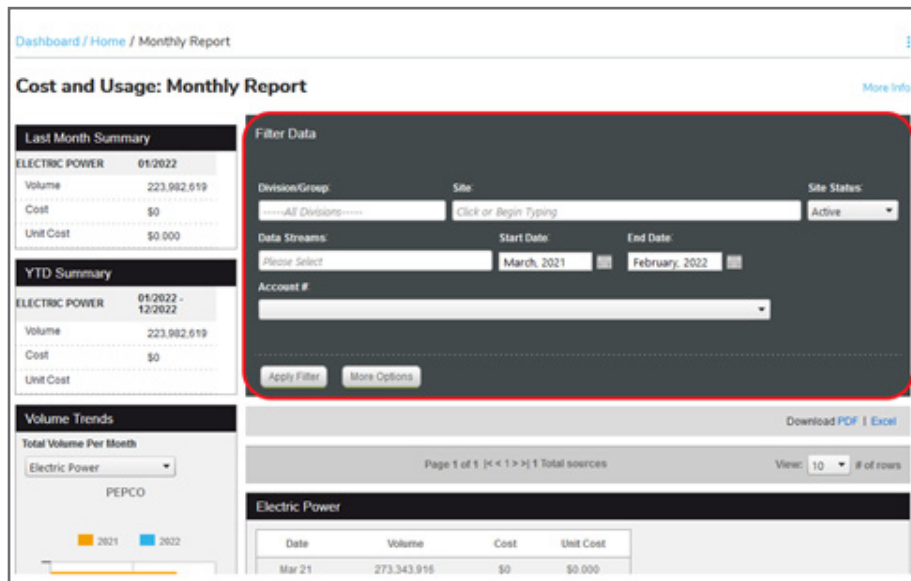 Dashboard / Home / Monthly Report
Cost and Usage: Monthly Report
More Info
Last Month Summary
ELECTRIC POWER 01/2022
Volume 223,982,619
Cost $0
Unit Cost $0.000
YTD Summary
ELECTRIC POWER 01/2022 -
12/2022
Volume 223,982,619
Cost $0
Unit Cost
Volume Trends
Total Volume Per Month
Electric Power
PEPCO
2021 2022
Filter Data
Division/Group: Site: Site Status:
-----All Divisions----- Click or Begin Typing Active
Data Streams: Start Date: End Date:
Please Select March, 2021 February, 2022
Account #:
Apply Filter More Options
Download PDF | Excel
Page 1 of 1 |< < 1 > >| 1 Total sources View: 10 # of rows
Electric Power
Date Volume Cost Unit Cost
Mar 21 273,343,916 $0 $0.000